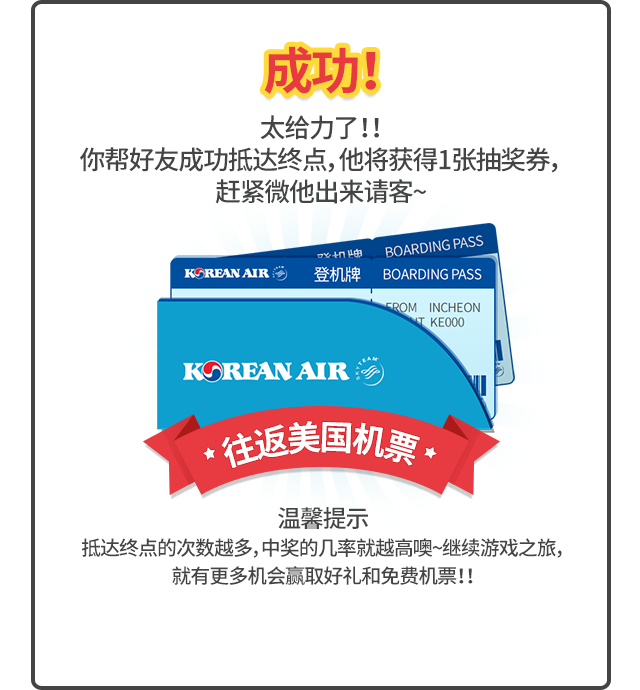 成功！
太给力了！！
你帮好友成功抵达终点，他将获得1张抽奖券，
赶紧微他出来请客~
BOARDING PASS
KOREAN AIR 登机牌 BOARDING PASS
FROM INCHEON
KE000
KOREAN AIR SKYTEAM
往返美国机票
温馨提示
抵达终点的次数越多，中奖的几率就越高噢~继续游戏之旅，
就有更多机会赢取好礼和免费机票！！